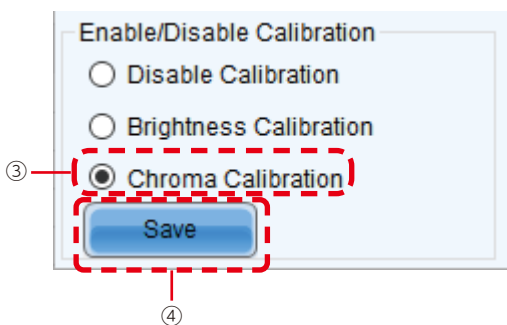 Enable/Disable Calibration
Disable Calibration
Brightness Calibration
③ Chroma Calibration
Save
④